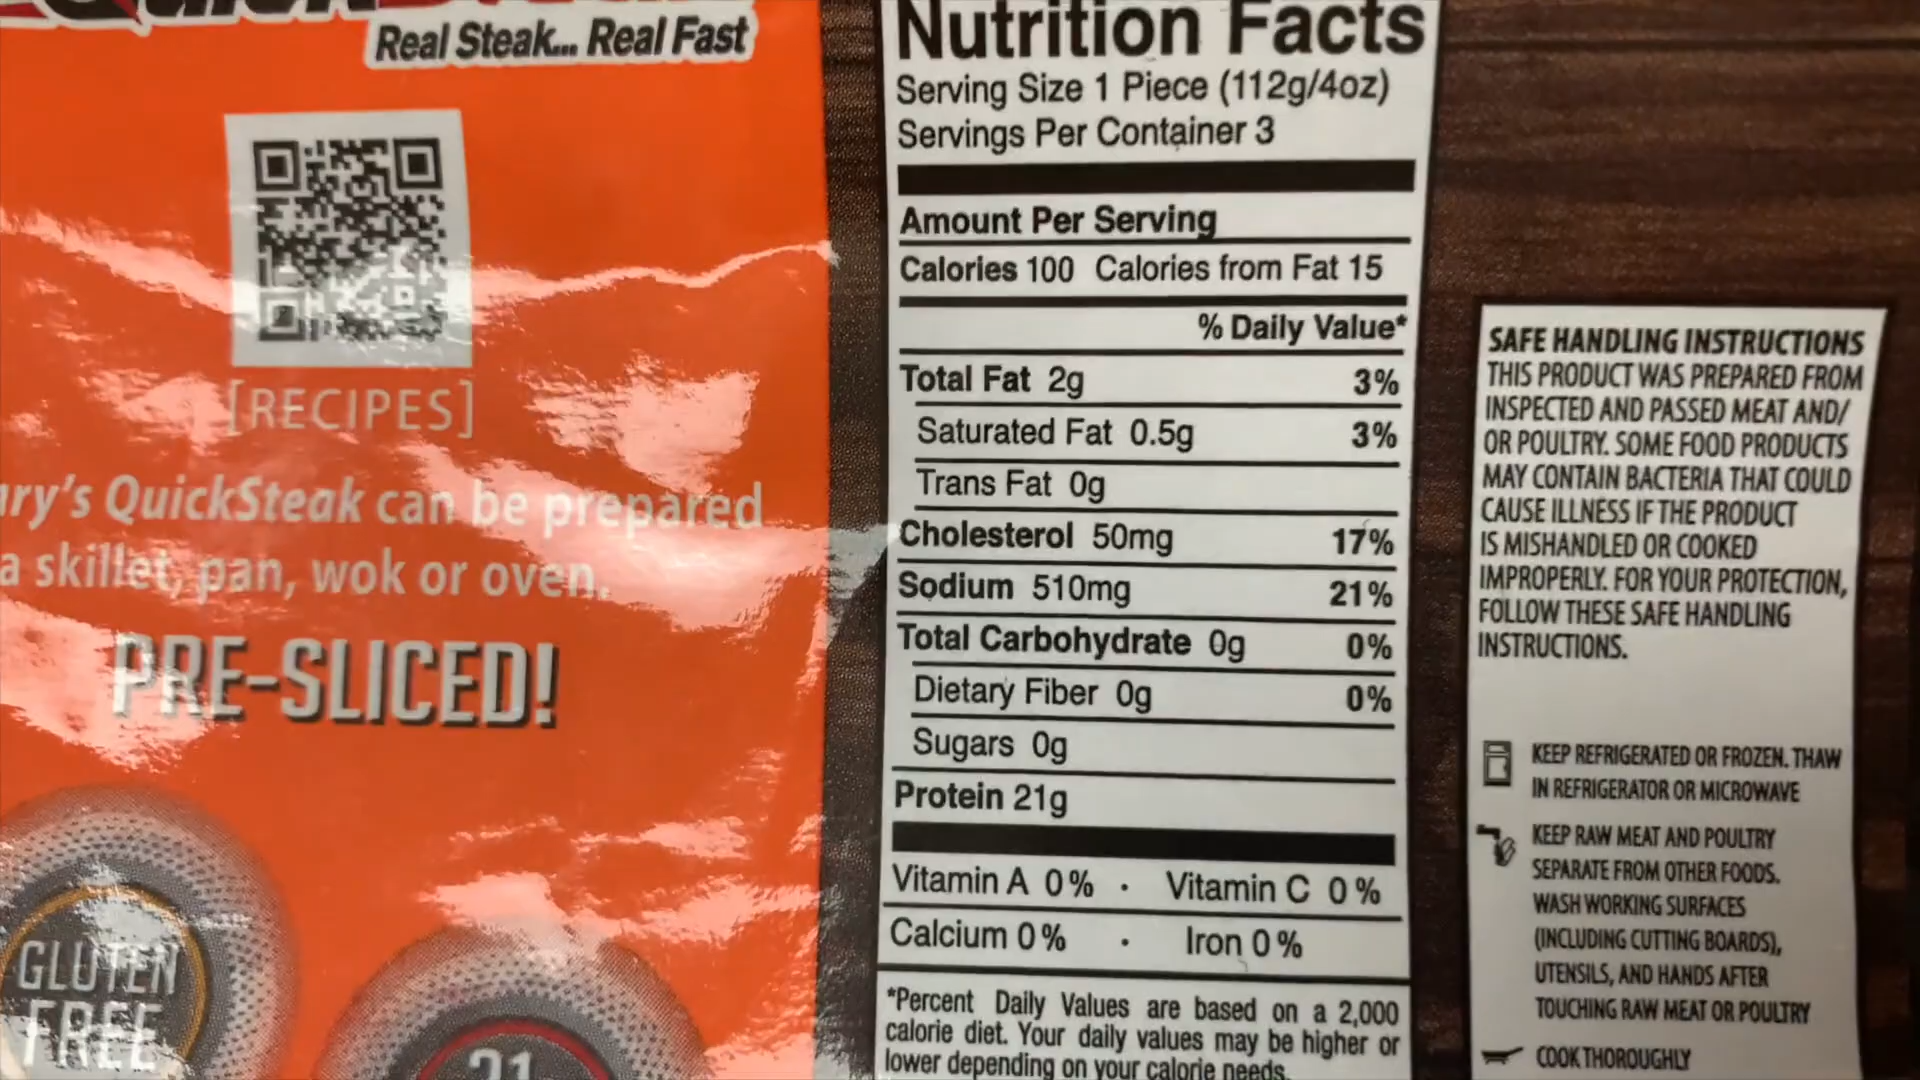 Real Steak... Real Fast
[RECIPES]
ry's QuickSteak can be prepared
a skillet, pan, wok or oven.
PRE-SLICED!
GLUTEN
FREE
21
Nutrition Facts
Serving Size 1 Piece (112g/4oz)
Servings Per Container 3
Amount Per Serving
Calories 100 Calories from Fat 15
% Daily Value*
Total Fat 2g 3%
Saturated Fat 0.5g 3%
Trans Fat 0g
Cholesterol 50mg 17%
Sodium 510mg 21%
Total Carbohydrate 0g 0%
Dietary Fiber 0g 0%
Sugars 0g
Protein 21g
Vitamin A 0% · Vitamin C 0%
Calcium 0% · Iron 0%
*Percent Daily Values are based on a 2,000
calorie diet. Your daily values may be higher or
lower depending on your calorie needs.
SAFE HANDLING INSTRUCTIONS
THIS PRODUCT WAS PREPARED FROM
INSPECTED AND PASSED MEAT AND/
OR POULTRY. SOME FOOD PRODUCTS
MAY CONTAIN BACTERIA THAT COULD
CAUSE ILLNESS IF THE PRODUCT
IS MISHANDLED OR COOKED
IMPROPERLY. FOR YOUR PROTECTION,
FOLLOW THESE SAFE HANDLING
INSTRUCTIONS.
KEEP REFRIGERATED OR FROZEN. THAW
IN REFRIGERATOR OR MICROWAVE
KEEP RAW MEAT AND POULTRY
SEPARATE FROM OTHER FOODS.
WASH WORKING SURFACES
(INCLUDING CUTTING BOARDS),
UTENSILS, AND HANDS AFTER
TOUCHING RAW MEAT OR POULTRY
COOK THOROUGHLY